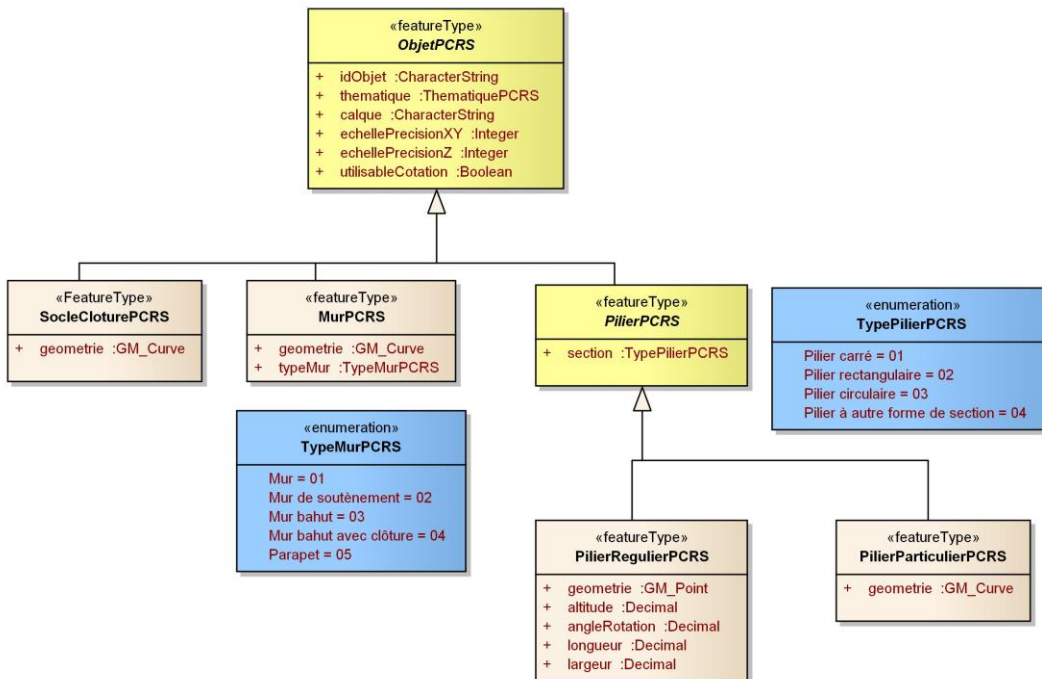 «featureType»
ObjetPCRS
+ idObjet :CharacterString
+ thematique :ThematiquePCRS
+ calque :CharacterString
+ echellePrecisionXY :Integer
+ echellePrecisionZ :Integer
+ utilisableCotation :Boolean
«FeatureType»
SocleCloturePCRS
+ geometrie :GM_Curve
«featureType»
MurPCRS
+ geometrie :GM_Curve
+ typeMur :TypeMurPCRS
«featureType»
PilierPCRS
+ section :TypePilierPCRS
«enumeration»
TypePilierPCRS
Pilier carré = 01
Pilier rectangulaire = 02
Pilier circulaire = 03
Pilier à autre forme de section = 04
«enumeration»
TypeMurPCRS
Mur = 01
Mur de soutènement = 02
Mur bahut = 03
Mur bahut avec clôture = 04
Parapet = 05
«featureType»
PilierRegulierPCRS
+ geometrie :GM_Point
+ altitude :Decimal
+ angleRotation :Decimal
+ longueur :Decimal
+ largeur :Decimal
«featureType»
PilierParticulierPCRS
+ geometrie :GM_Curve